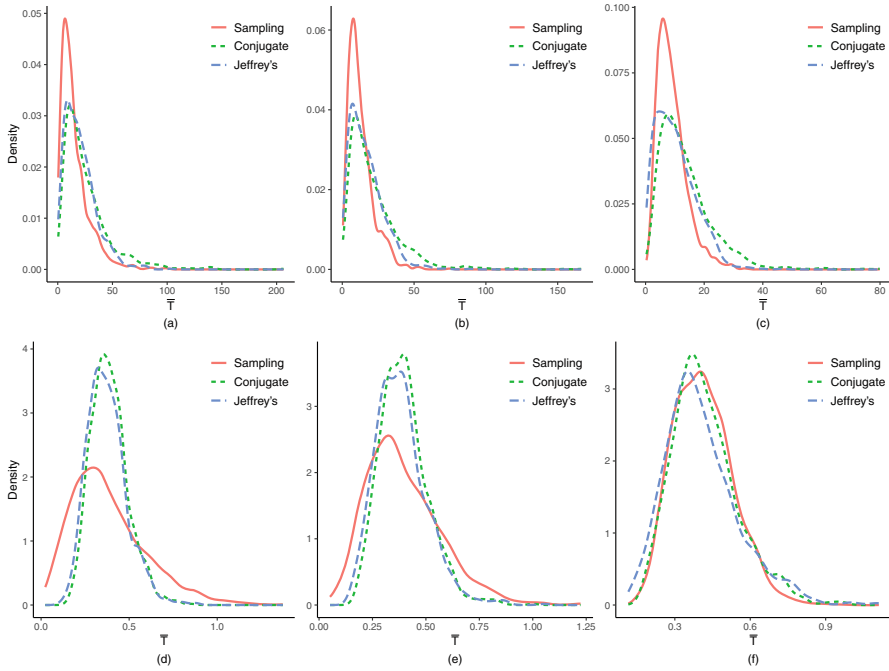 Density
0.05
0.04
0.03
0.02
0.01
0.00
0 50 100 150 200
T̿
(a)
Sampling
Conjugate
Jeffrey's
0.06
0.04
0.02
0.00
0 50 100 150
T̿
(b)
Sampling
Conjugate
Jeffrey's
0.100
0.075
0.050
0.025
0.000
0 20 40 60 80
T̿
(c)
Sampling
Conjugate
Jeffrey's
Density
4
3
2
1
0
0.0 0.5 1.0
T̿
(d)
Sampling
Conjugate
Jeffrey's
3
2
1
0
0.00 0.25 0.50 0.75 1.00 1.25
T̿
(e)
Sampling
Conjugate
Jeffrey's
3
2
1
0
0.3 0.6 0.9
T̿
(f)
Sampling
Conjugate
Jeffrey's